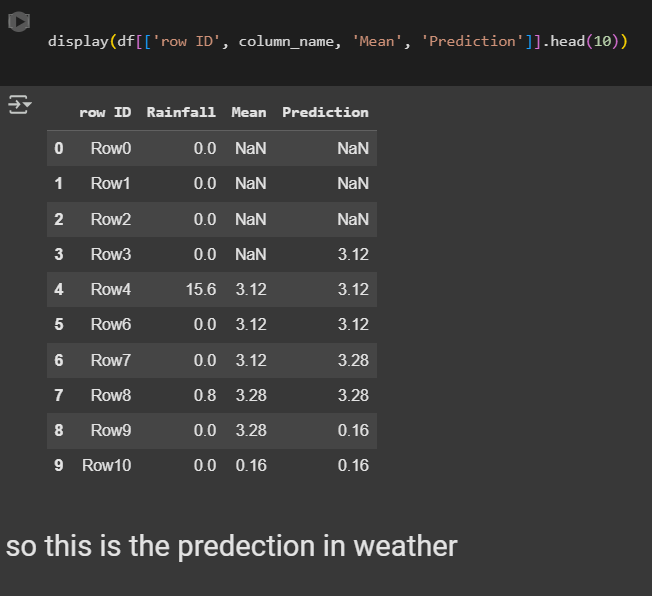 display(df[['row ID', column_name, 'Mean', 'Prediction']].head(10))
row ID Rainfall Mean Prediction
0 Row0 0.0 NaN NaN
1 Row1 0.0 NaN NaN
2 Row2 0.0 NaN NaN
3 Row3 0.0 NaN 3.12
4 Row4 15.6 3.12 3.12
5 Row6 0.0 3.12 3.12
6 Row7 0.0 3.12 3.28
7 Row8 0.8 3.28 3.28
8 Row9 0.0 3.28 0.16
9 Row10 0.0 0.16 0.16
so this is the predection in weather